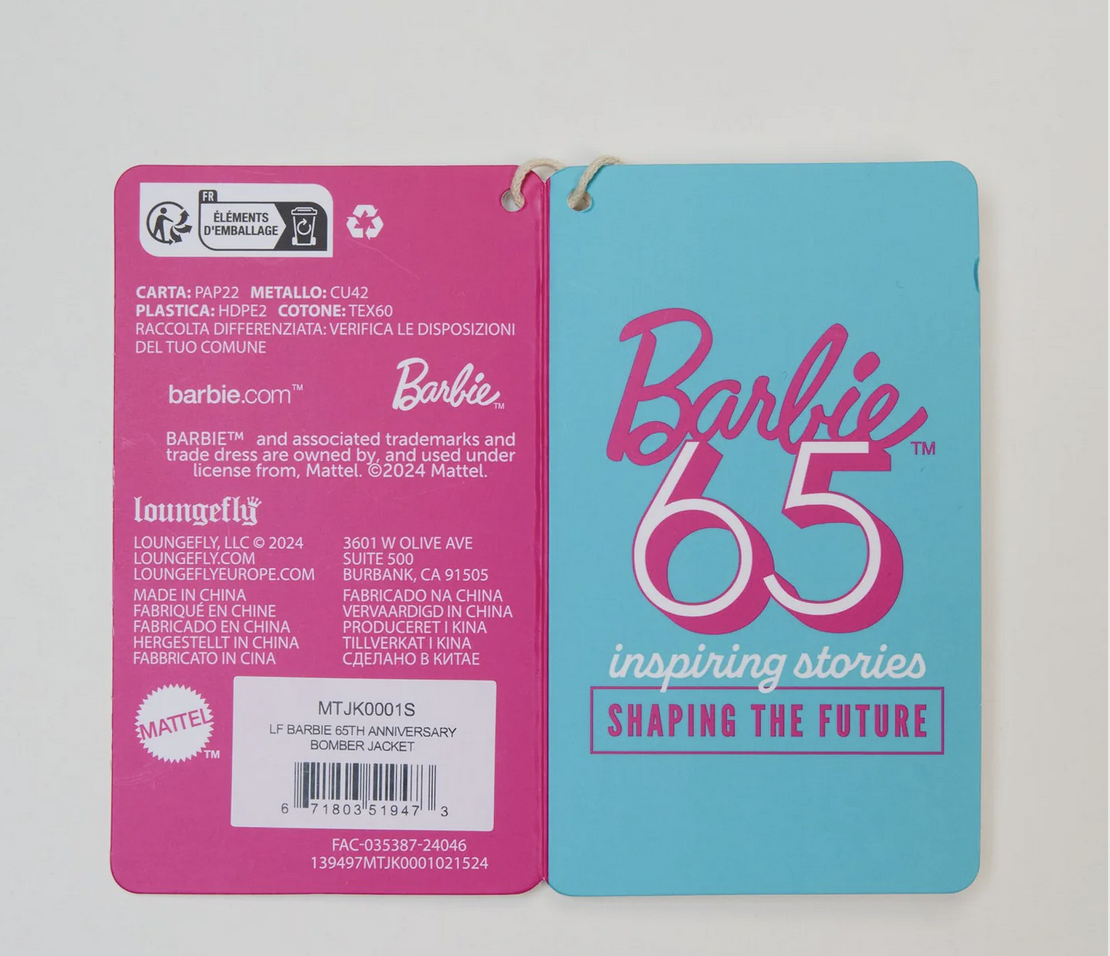 FR
ÉLÉMENTS
D'EMBALLAGE
CARTA: PAP22 METALLO: CU42
PLASTICA: HDPE2 COTONE: TEX60
RACCOLTA DIFFERENZIATA: VERIFICA LE DISPOSIZIONI
DEL TUO COMUNE
barbie.com™
Barbie™
BARBIE™ and associated trademarks and
trade dress are owned by, and used under
license from, Mattel. ©2024 Mattel.
loungefly
LOUNGEFLY, LLC © 2024
LOUNGEFLY.COM
LOUNGEFLYEUROPE.COM
3601 W OLIVE AVE
SUITE 500
BURBANK, CA 91505
MADE IN CHINA
FABRIQUÉ EN CHINE
FABRICADO EN CHINA
HERGESTELLT IN CHINA
FABBRICATO IN CINA
FABRICADO NA CHINA
VERVAARDIGD IN CHINA
PRODUCERET I KINA
TILLVERKAT I KINA
СДЕЛАНО В КИТАЕ
MATTEL™
MTJK0001S
LF BARBIE 65TH ANNIVERSARY
BOMBER JACKET
6 71803 51947 3
FAC-035387-24046
139497MTJK0001021524
Barbie™
65
inspiring stories
SHAPING THE FUTURE